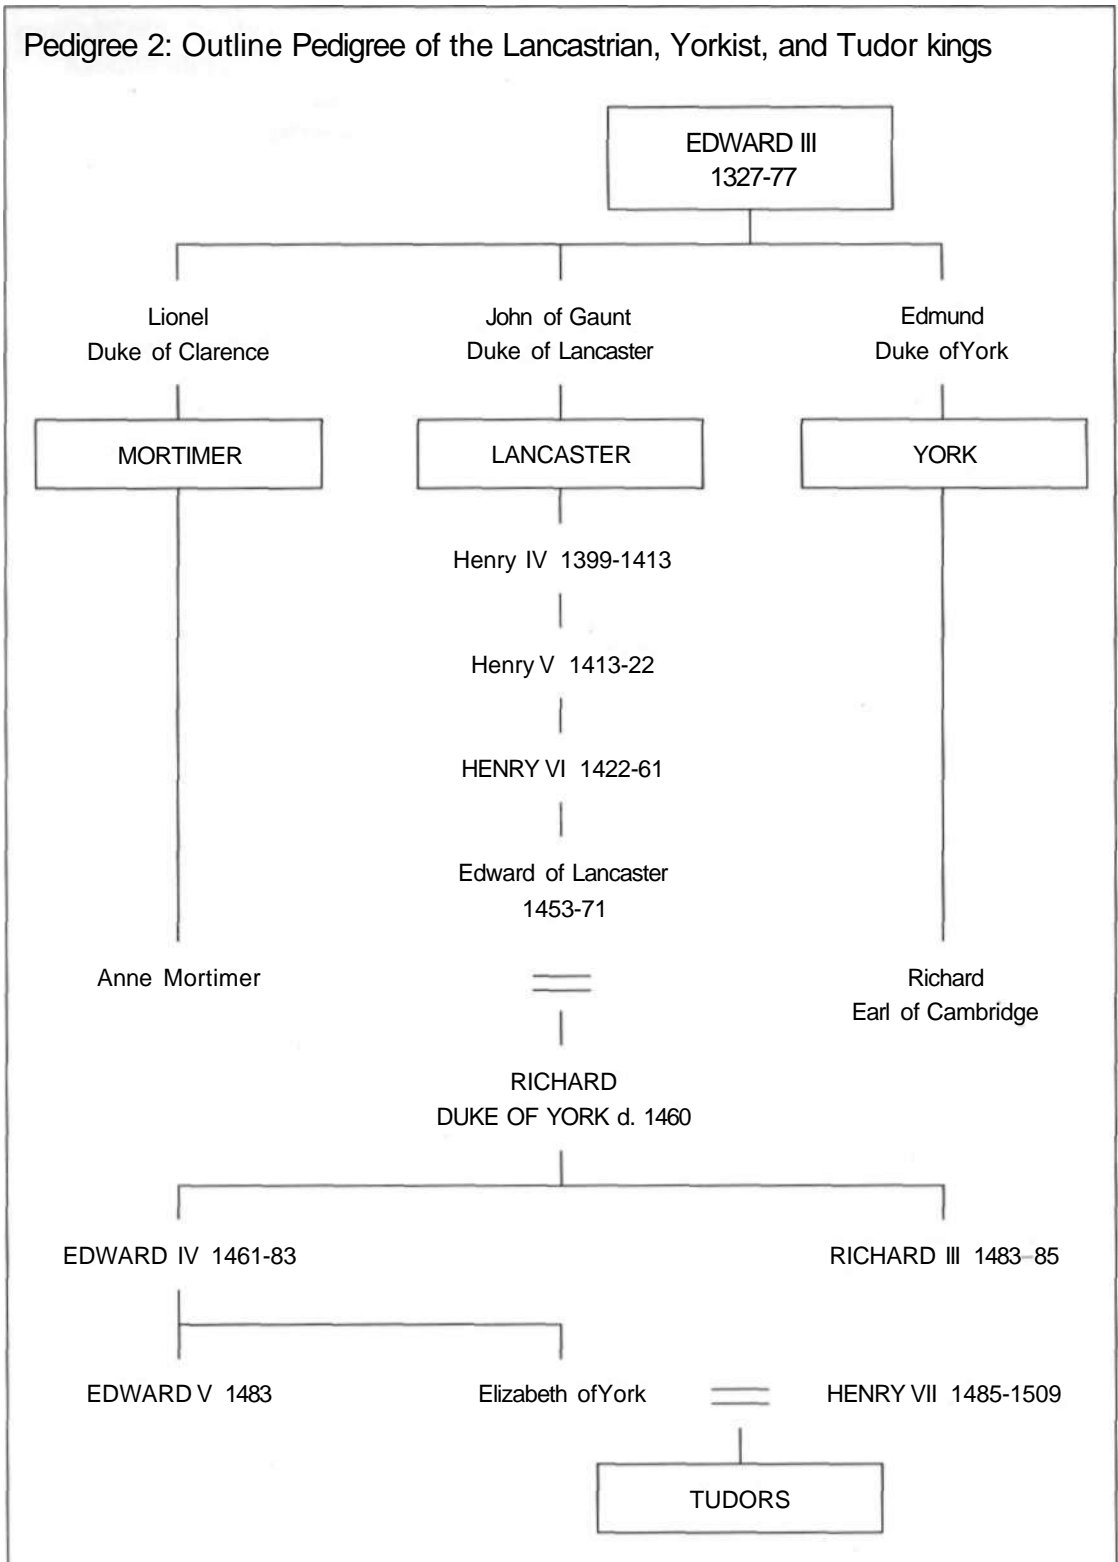 Pedigree 2: Outline Pedigree of the Lancastrian, Yorkist, and Tudor kings
EDWARD III
1327-77
Lionel
Duke of Clarence
John of Gaunt
Duke of Lancaster
Edmund
Duke ofYork
MORTIMER
LANCASTER
YORK
Henry IV 1399-1413
Henry V 1413-22
HENRY VI 1422-61
Edward of Lancaster
1453-71
Anne Mortimer
Richard
Earl of Cambridge
RICHARD
DUKE OF YORK d. 1460
EDWARD IV 1461-83
RICHARD III 1483-85
EDWARD V 1483
Elizabeth ofYork
HENRY VII 1485-1509
TUDORS